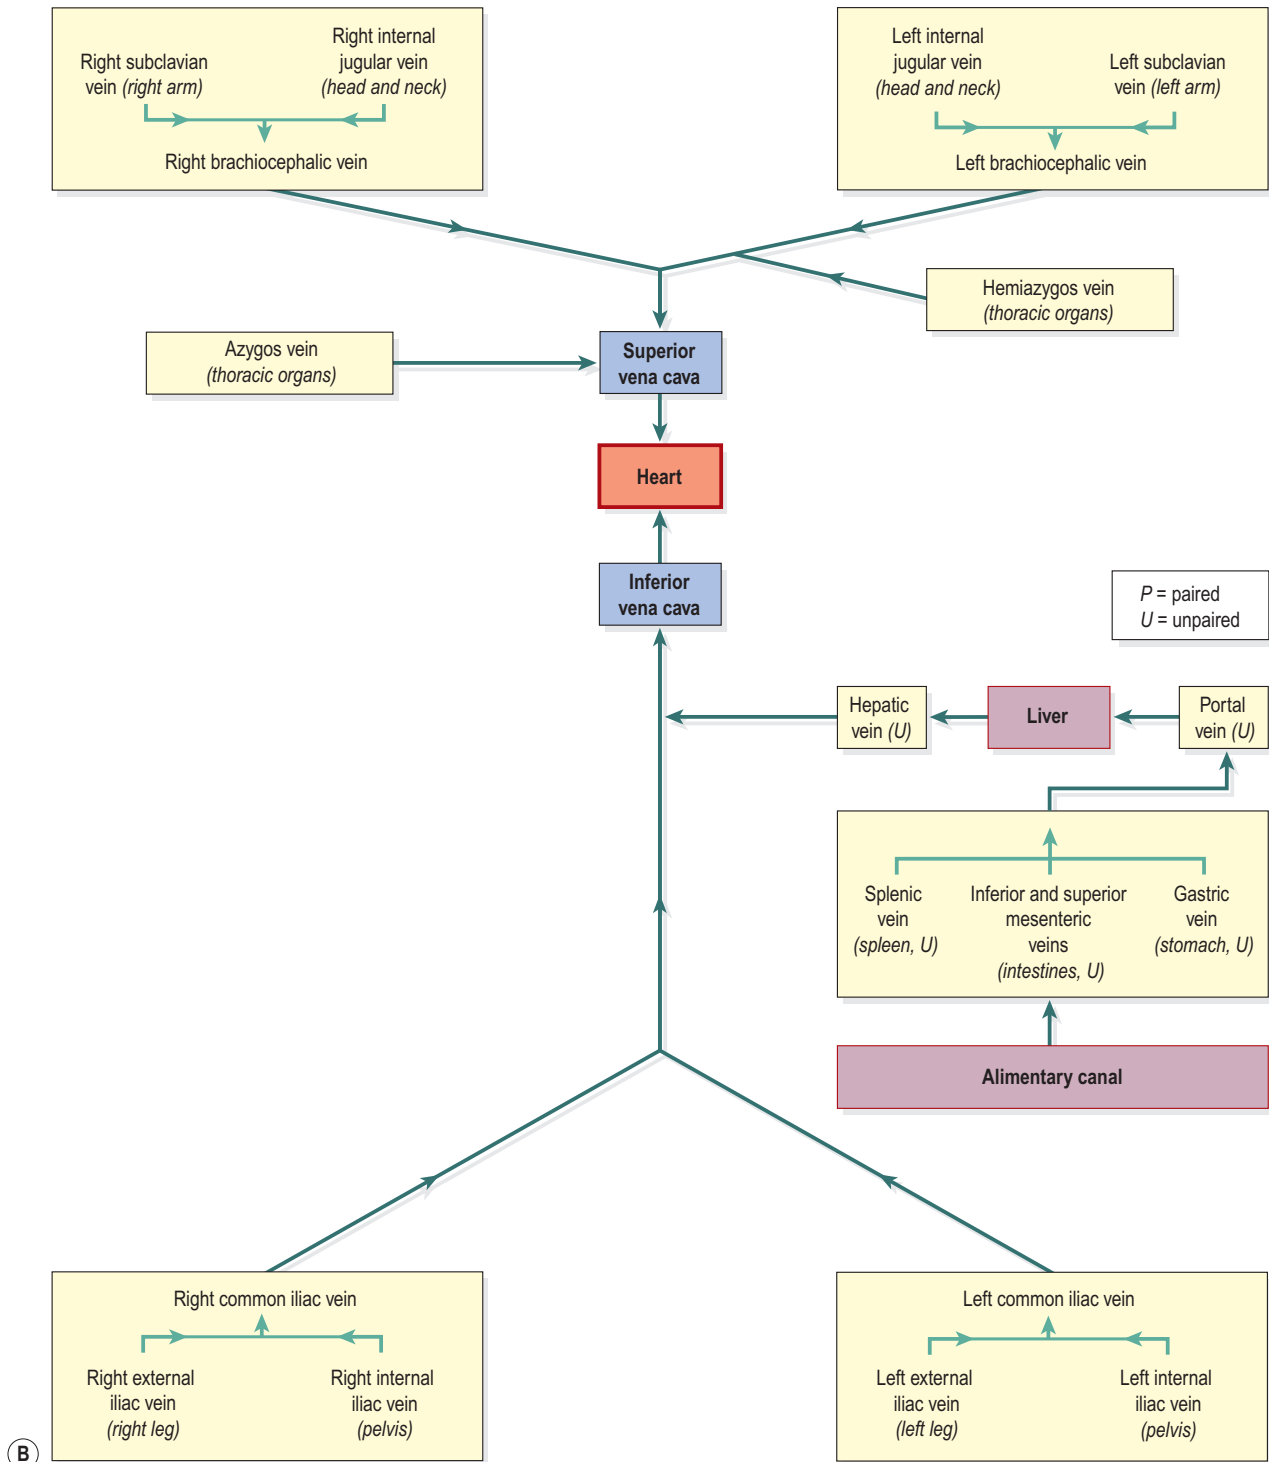 Right subclavian
vein (right arm)
Right internal
jugular vein
(head and neck)
Right brachiocephalic vein
Left internal
jugular vein
(head and neck)
Left subclavian
vein (left arm)
Left brachiocephalic vein
Hemiazygos vein
(thoracic organs)
Azygos vein
(thoracic organs)
Superior
vena cava
Heart
Inferior
vena cava
P = paired
U = unpaired
Hepatic
vein (U)
Liver
Portal
vein (U)
Splenic
vein
(spleen, U)
Inferior and superior
mesenteric
veins
(intestines, U)
Gastric
vein
(stomach, U)
Alimentary canal
Right common iliac vein
Right external
iliac vein
(right leg)
Right internal
iliac vein
(pelvis)
Left common iliac vein
Left external
iliac vein
(left leg)
Left internal
iliac vein
(pelvis)
B